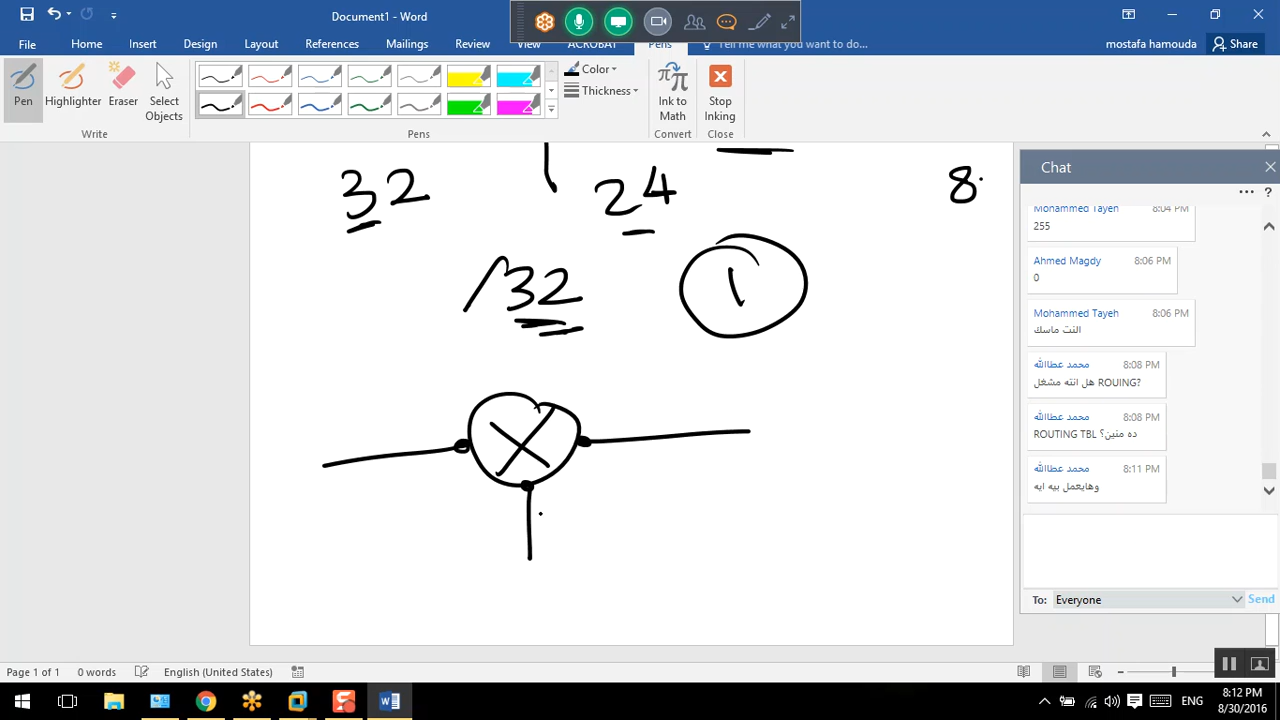 Document1 - Word
File
Home
Insert
Design
Layout
References
Mailings
Review
View
ACROBAT
Pens
Tell me what you want to do...
mostafa hamouda
Share
Pen
Highlighter
Eraser
Select Objects
Color
Thickness
Ink to Math
Stop Inking
Write
Pens
Convert
Close
32
24
8
/32
1
Chat
Mohammed Tayeh 8:04 PM
255
Ahmed Magdy 8:06 PM
0
Mohammed Tayeh 8:06 PM
النت ماسك
محمد عطاالله 8:08 PM
هل انته مشغل ROUING?
محمد عطاالله 8:08 PM
ROUTING TBL ده منين؟
محمد عطاالله 8:11 PM
وهايعمل بيه ايه
To: Everyone Send
Page 1 of 1 0 words English (United States)
ENG
8:12 PM
8/30/2016